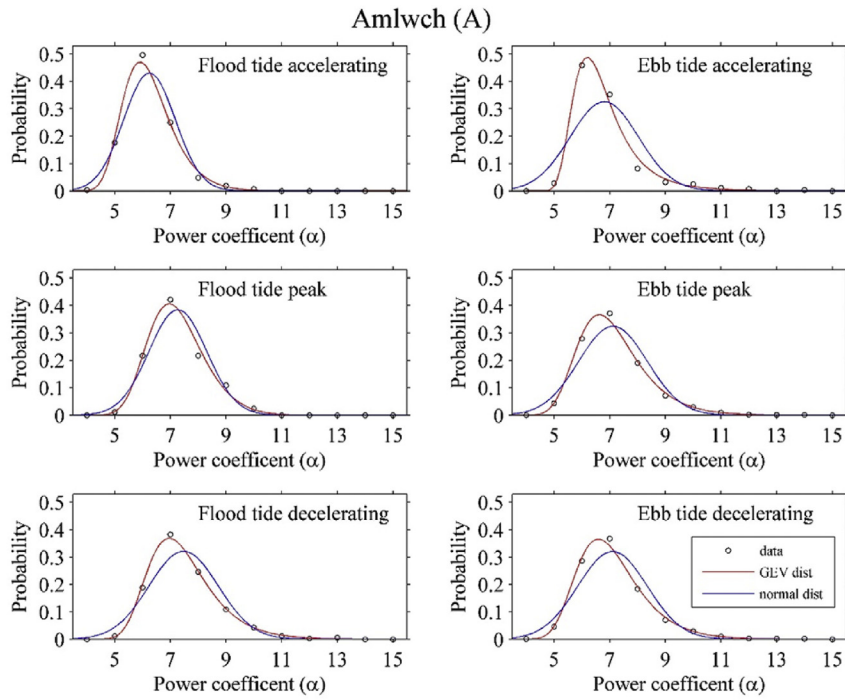 Amlwch (A)
Flood tide accelerating
Probability
0.5
0.4
0.3
0.2
0.1
0
5 7 9 11 13 15
Power coefficent (α)
Ebb tide accelerating
Probability
0.5
0.4
0.3
0.2
0.1
0
5 7 9 11 13 15
Power coefficent (α)
Flood tide peak
Probability
0.5
0.4
0.3
0.2
0.1
0
5 7 9 11 13 15
Power coefficent (α)
Ebb tide peak
Probability
0.5
0.4
0.3
0.2
0.1
0
5 7 9 11 13 15
Power coefficent (α)
Flood tide decelerating
Probability
0.5
0.4
0.3
0.2
0.1
0
5 7 9 11 13 15
Power coefficent (α)
Ebb tide decelerating
Probability
0.5
0.4
0.3
0.2
0.1
0
data
GEV dist
normal dist
5 7 9 11 13 15
Power coefficent (α)